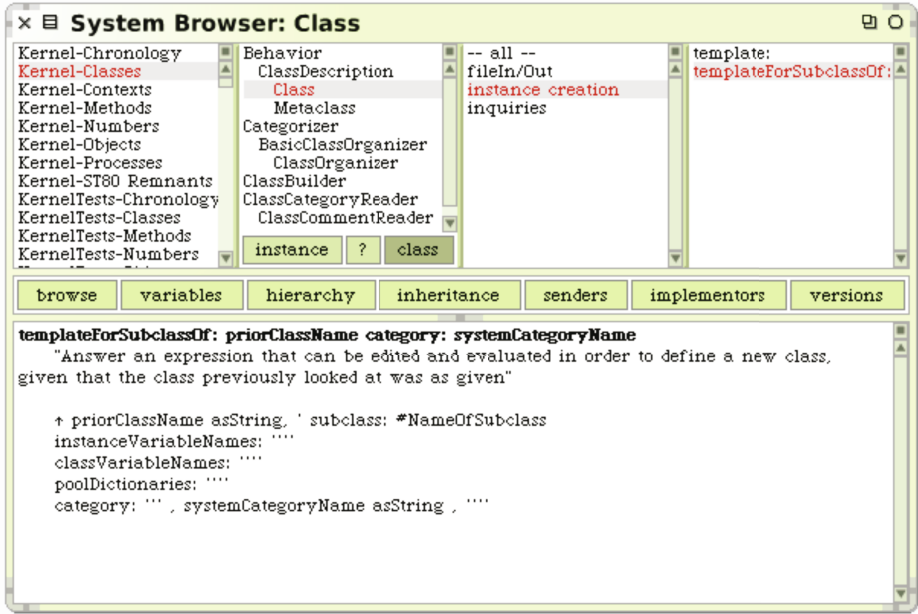 System Browser: Class
Kernel-Chronology
Kernel-Classes
Kernel-Contexts
Kernel-Methods
Kernel-Numbers
Kernel-Objects
Kernel-Processes
Kernel-ST80 Remnants
KernelTests-Chronology
KernelTests-Classes
KernelTests-Methods
KernelTests-Numbers
Behavior
ClassDescription
Class
Metaclass
Categorizer
BasicClassOrganizer
ClassOrganizer
ClassBuilder
ClassCategoryReader
ClassCommentReader
instance ? class
-- all --
fileIn/Out
instance creation
inquiries
template:
templateForSubclassOf:
browse variables hierarchy inheritance senders implementors versions
templateForSubclassOf: priorClassName category: systemCategoryName
"Answer an expression that can be edited and evaluated in order to define a new class,
given that the class previously looked at was as given"
↑ priorClassName asString, ' subclass: #NameOfSubclass
instanceVariableNames: ''''
classVariableNames: ''''
poolDictionaries: ''''
category: ''' , systemCategoryName asString , ''''